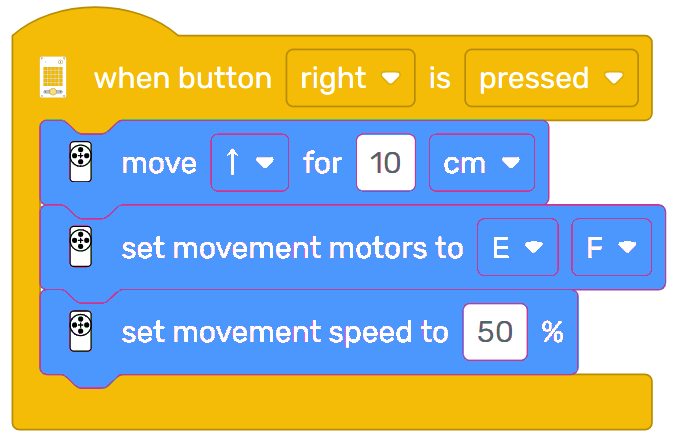 when button right is pressed
move ↑ for 10 cm
set movement motors to E F
set movement speed to 50 %